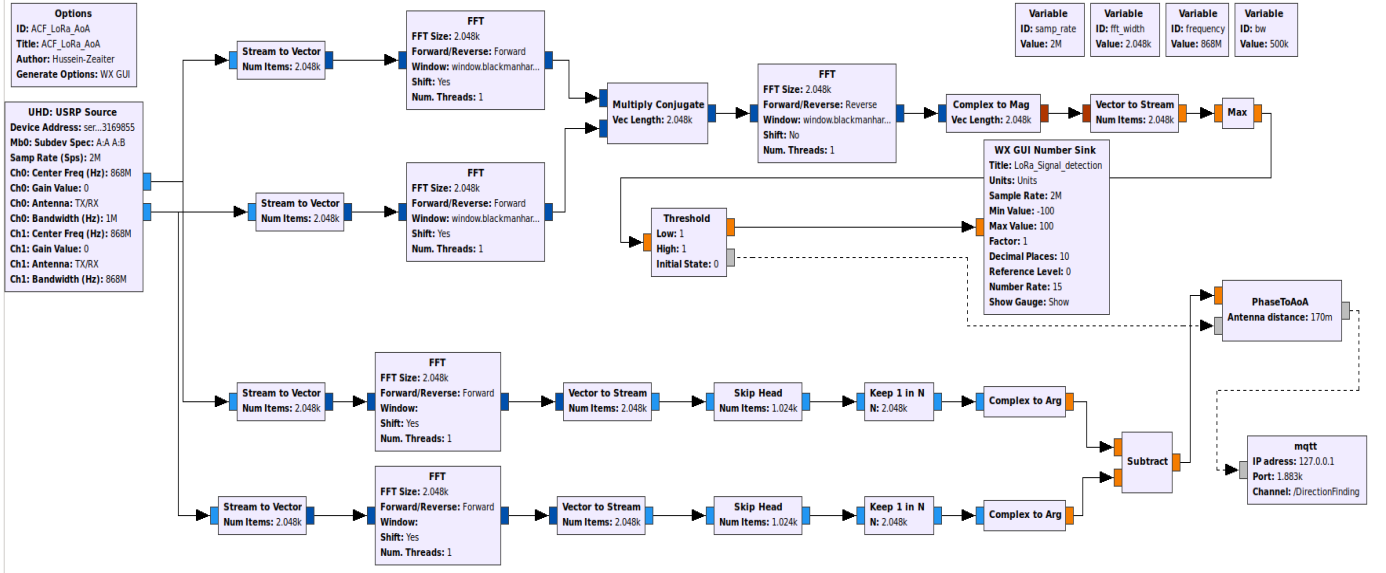 Options
ID: ACF_LoRa_AoA
Title: ACF_LoRa_AoA
Author: Hussein-Zeaiter
Generate Options: WX GUI
UHD: USRP Source
Device Address: ser...3169855
Mb0: Subdev Spec: A:A A:B
Samp Rate (Sps): 2M
Ch0: Center Freq (Hz): 868M
Ch0: Gain Value: 0
Ch0: Antenna: TX/RX
Ch0: Bandwidth (Hz): 1M
Ch1: Center Freq (Hz): 868M
Ch1: Gain Value: 0
Ch1: Antenna: TX/RX
Ch1: Bandwidth (Hz): 868M
Stream to Vector
Num Items: 2.048k
FFT
FFT Size: 2.048k
Forward/Reverse: Forward
Window: window.blackmanhar...
Shift: Yes
Num. Threads: 1
Stream to Vector
Num Items: 2.048k
FFT
FFT Size: 2.048k
Forward/Reverse: Forward
Window: window.blackmanhar...
Shift: Yes
Num. Threads: 1
Multiply Conjugate
Vec Length: 2.048k
FFT
FFT Size: 2.048k
Forward/Reverse: Reverse
Window: window.blackmanhar...
Shift: No
Num. Threads: 1
Complex to Mag
Vec Length: 2.048k
Vector to Stream
Num Items: 2.048k
Max
Variable
ID: samp_rate
Value: 2M
Variable
ID: fft_width
Value: 2.048k
Variable
ID: frequency
Value: 868M
Variable
ID: bw
Value: 500k
Threshold
Low: 1
High: 1
Initial State: 0
WX GUI Number Sink
Title: LoRa_Signal_detection
Units: Units
Sample Rate: 2M
Min Value: -100
Max Value: 100
Factor: 1
Decimal Places: 10
Reference Level: 0
Number Rate: 15
Show Gauge: Show
PhaseToAoA
Antenna distance: 170m
Stream to Vector
Num Items: 2.048k
FFT
FFT Size: 2.048k
Forward/Reverse: Forward
Window:
Shift: Yes
Num. Threads: 1
Vector to Stream
Num Items: 2.048k
Skip Head
Num Items: 1.024k
Keep 1 in N
N: 2.048k
Complex to Arg
Stream to Vector
Num Items: 2.048k
FFT
FFT Size: 2.048k
Forward/Reverse: Forward
Window:
Shift: Yes
Num. Threads: 1
Vector to Stream
Num Items: 2.048k
Skip Head
Num Items: 1.024k
Keep 1 in N
N: 2.048k
Complex to Arg
Subtract
mqtt
IP adress: 127.0.0.1
Port: 1.883k
Channel: /DirectionFinding